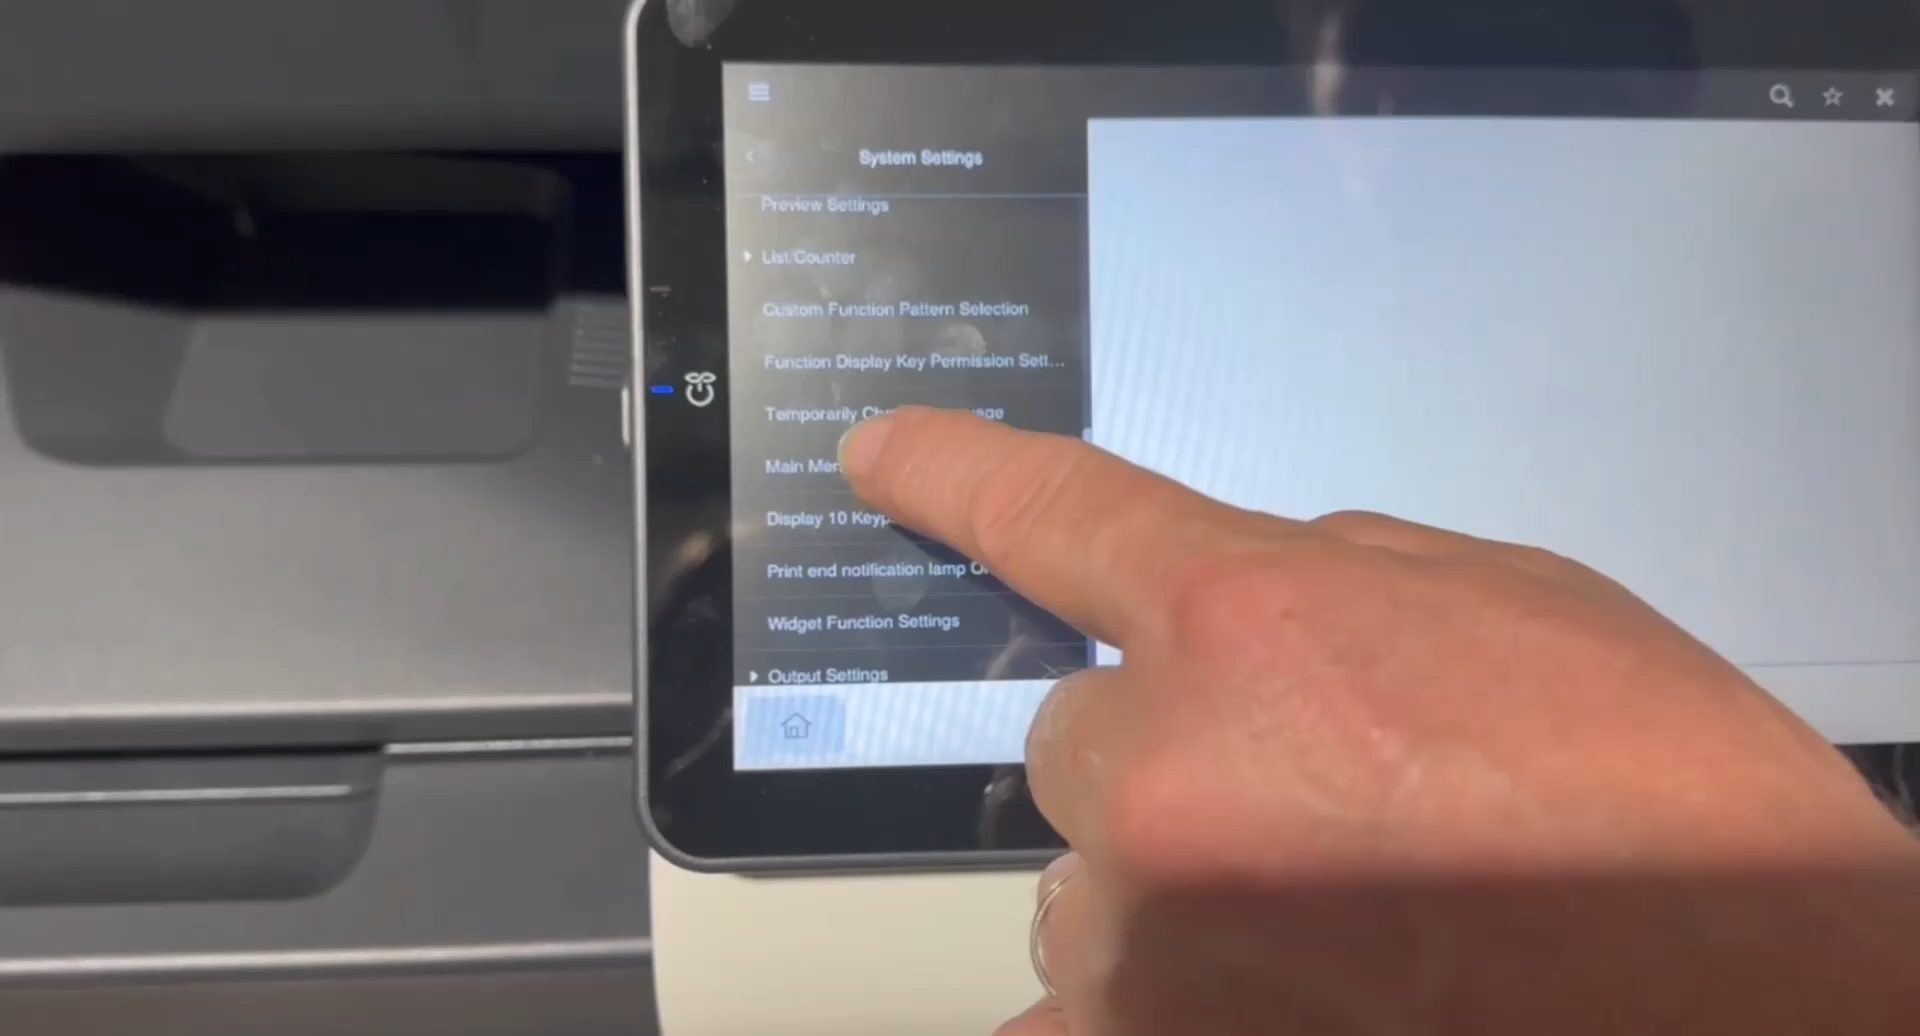 System Settings
Preview Settings
List/Counter
Custom Function Pattern Selection
Function Display Key Permission Sett...
Temporarily
Main
Display 10
Print end notification lamp
Widget Function Settings
Output Settings